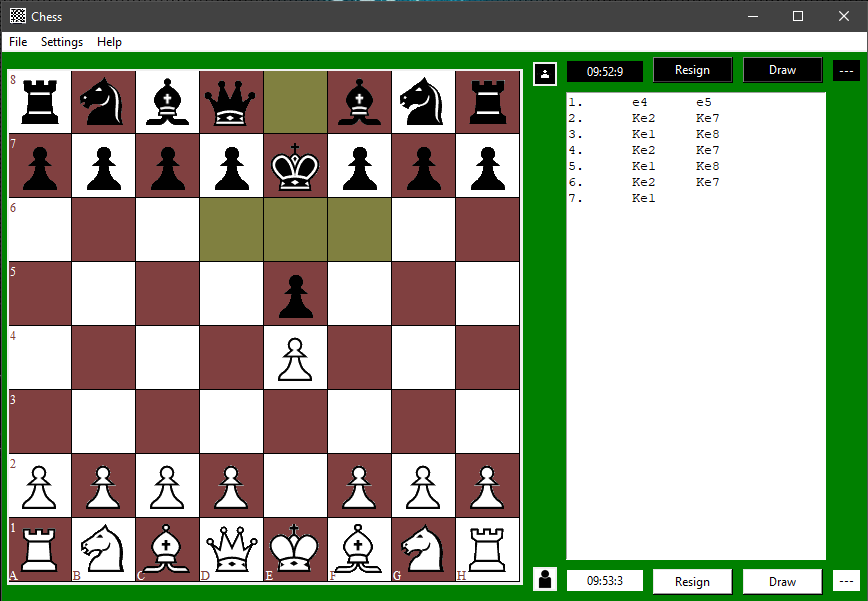 Chess
File Settings Help
09:52:9 Resign Draw ---
1. e4 e5
2. Ke2 Ke7
3. Ke1 Ke8
4. Ke2 Ke7
5. Ke1 Ke8
6. Ke2 Ke7
7. Ke1
8
7
6
5
4
3
2
1
A B C D E F G H
09:53:3 Resign Draw ---